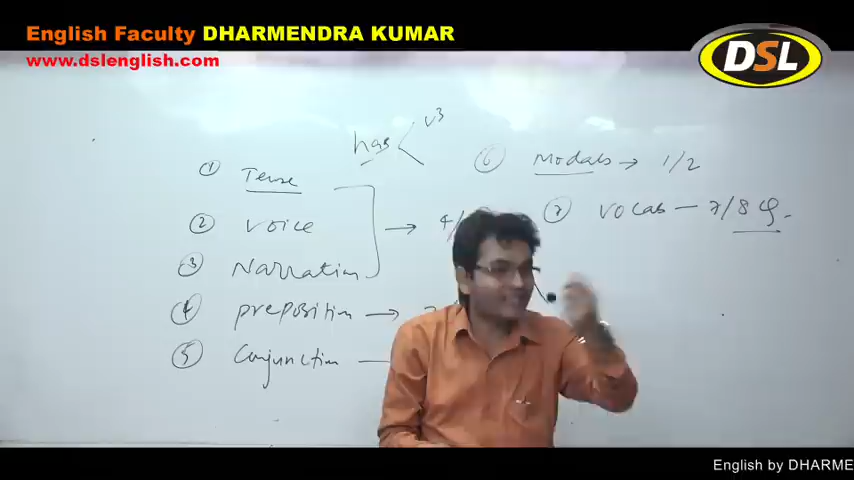 English Faculty DHARMENDRA KUMAR
www.dslenglish.com
DSL
has < v3
① Tense
② voice → 4/
③ Narration
④ preposition →
⑤ Conjunction —
⑥ Modals → 1/2
⑦ vocab — 7/8 Q.
English by DHARME